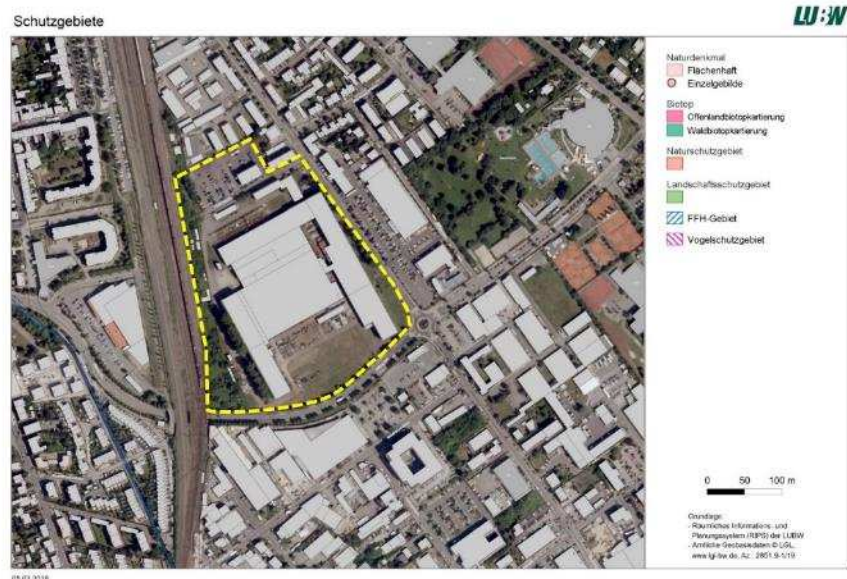 Schutzgebiete
LUBW
Naturdenkmal
Flächenhaft
Einzelgebilde
Biotop
Offenlandbiotopkartierung
Waldbiotopkartierung
Naturschutzgebiet
Landschaftsschutzgebiet
FFH-Gebiet
Vogelschutzgebiet
0 50 100 m
Grundlage:
- Räumliches Informations- und
Planungssystem (RIPS) der LUBW
- Amtliche Geobasisdaten © LGL,
www.lgl-bw.de, Az.: 2851.9-1/19